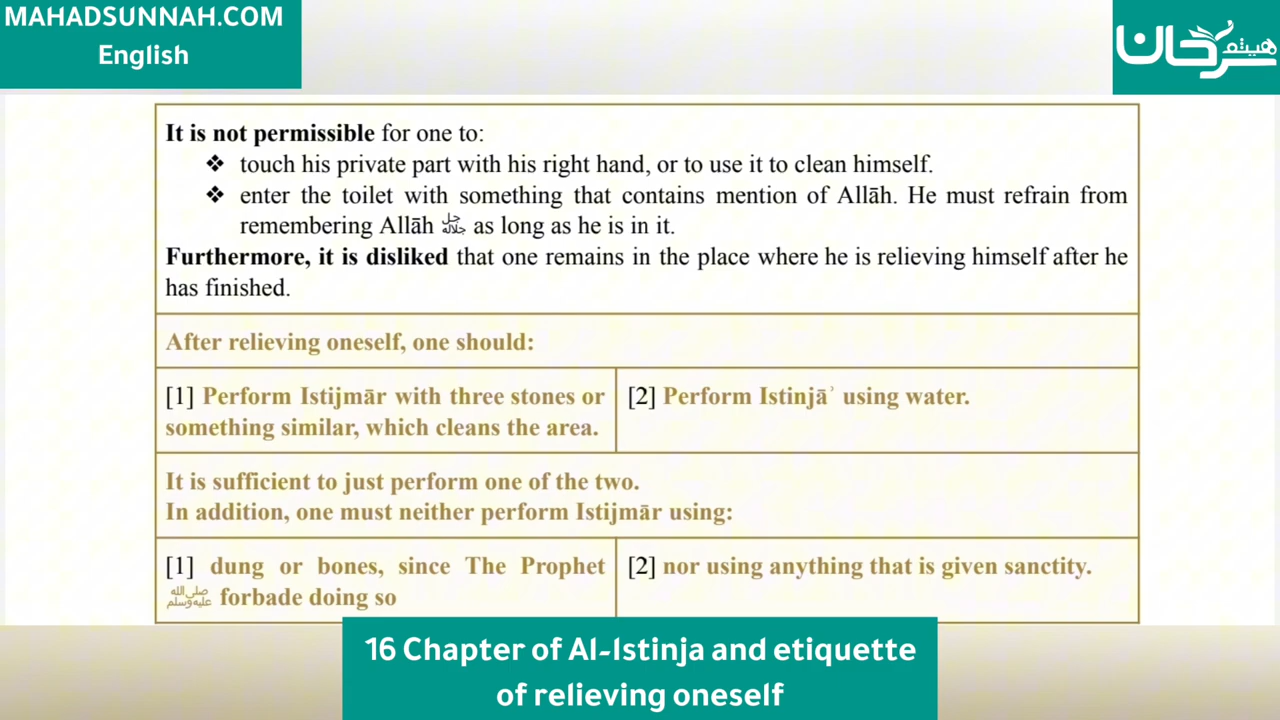 MAHADSUNNAH.COM
English
هيثم
سرحان
It is not permissible for one to:
❖ touch his private part with his right hand, or to use it to clean himself.
❖ enter the toilet with something that contains mention of Allāh. He must refrain from
remembering Allāh ﷻ as long as he is in it.
Furthermore, it is disliked that one remains in the place where he is relieving himself after he
has finished.
After relieving oneself, one should:
[1] Perform Istijmār with three stones or
something similar, which cleans the area.
[2] Perform Istinjāʾ using water.
It is sufficient to just perform one of the two.
In addition, one must neither perform Istijmār using:
[1] dung or bones, since The Prophet
ﷺ forbade doing so
[2] nor using anything that is given sanctity.
16 Chapter of Al-Istinja and etiquette
of relieving oneself